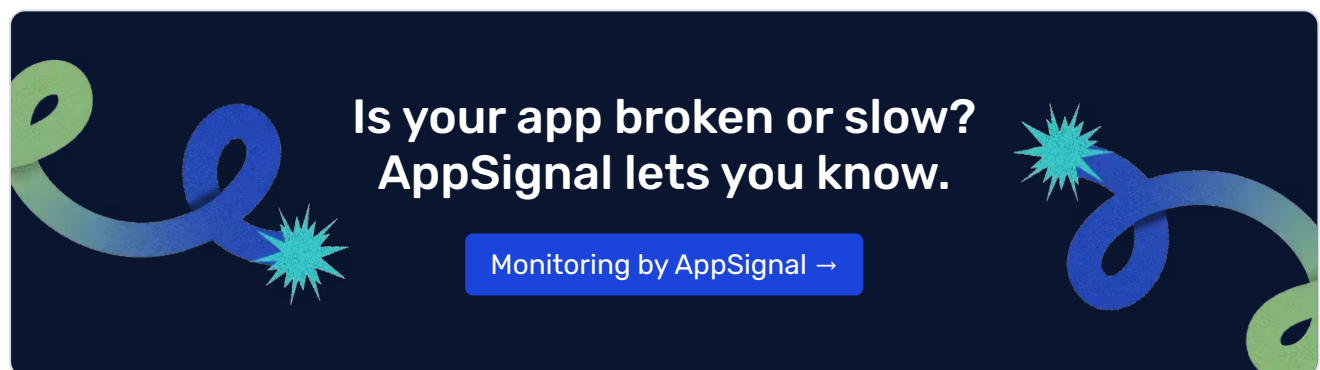 Is your app broken or slow?
AppSignal lets you know.
Monitoring by AppSignal →